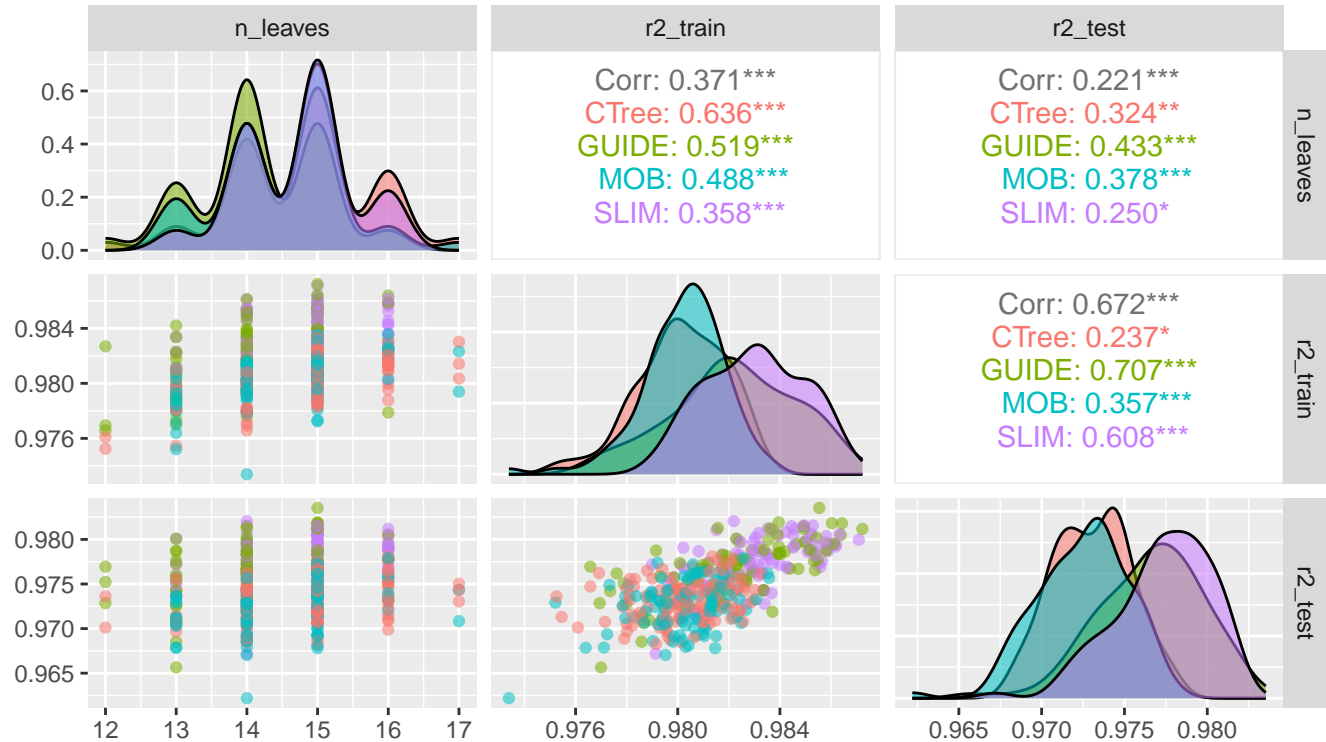 n_leaves
r2_train
r2_test
0.6
0.4
0.2
0.0
Corr: 0.371***
CTree: 0.636***
GUIDE: 0.519***
MOB: 0.488***
SLIM: 0.358***
Corr: 0.221***
CTree: 0.324**
GUIDE: 0.433***
MOB: 0.378***
SLIM: 0.250*
n_leaves
0.984
0.980
0.976
Corr: 0.672***
CTree: 0.237*
GUIDE: 0.707***
MOB: 0.357***
SLIM: 0.608***
r2_train
0.980
0.975
0.970
0.965
r2_test
12 13 14 15 16 17
0.976 0.980 0.984
0.965 0.970 0.975 0.980